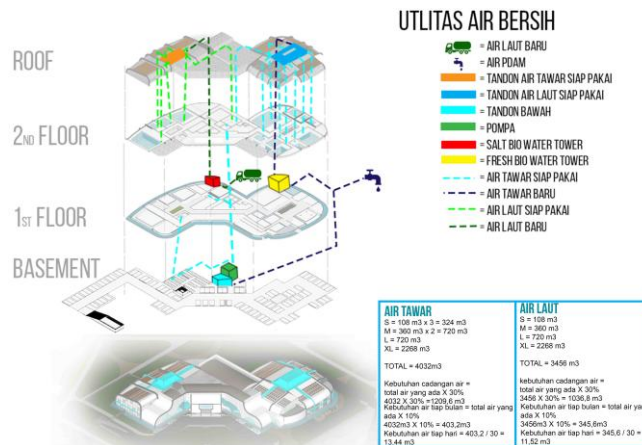 UTLITAS AIR BERSIH
= AIR LAUT BARU
= AIR PDAM
= TANDON AIR TAWAR SIAP PAKAI
= TANDON AIR LAUT SIAP PAKAI
= TANDON BAWAH
= POMPA
= SALT BIO WATER TOWER
= FRESH BIO WATER TOWER
= AIR TAWAR SIAP PAKAI
= AIR TAWAR BARU
= AIR LAUT SIAP PAKAI
= AIR LAUT BARU
ROOF
2ND FLOOR
1ST FLOOR
BASEMENT
AIR TAWAR
S = 108 m3 x 3 = 324 m3
M = 360 m3 x 2 = 720 m3
L = 720 m3
XL = 2268 m3
TOTAL = 4032m3
Kebutuhan cadangan air =
total air yang ada X 30%
4032 X 30% =1209,6 m3
Kebutuhan air tiap bulan = total air yang
ada X 10%
4032m3 X 10% = 403,2m3
Kebutuhan air tiap hari = 403,2 / 30 =
13,44 m3
AIR LAUT
S = 108 m3
M = 360 m3
L = 720 m3
XL = 2268 m3
TOTAL = 3456 m3
kebutuhan cadangan air =
total air yang ada X 30%
3456 X 30% = 1036,8 m3
Kebutuhan air tiap bulan = total air yang
ada X 10%
3456m3 X 10% = 345,6m3
Kebutuhan air tiap hari = 345,6 / 30 =
11,52 m3